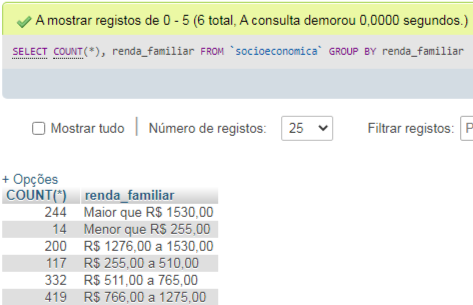 A mostrar registos de 0 - 5 (6 total, A consulta demorou 0,0000 segundos.)
SELECT COUNT(*), renda_familiar FROM `socioeconomica` GROUP BY renda_familiar
Mostrar tudo | Número de registos: 25 Filtrar registos: P
+ Opções
COUNT(*) renda_familiar
244 Maior que R$ 1530,00
14 Menor que R$ 255,00
200 R$ 1276,00 a 1530,00
117 R$ 255,00 a 510,00
332 R$ 511,00 a 765,00
419 R$ 766,00 a 1275,00